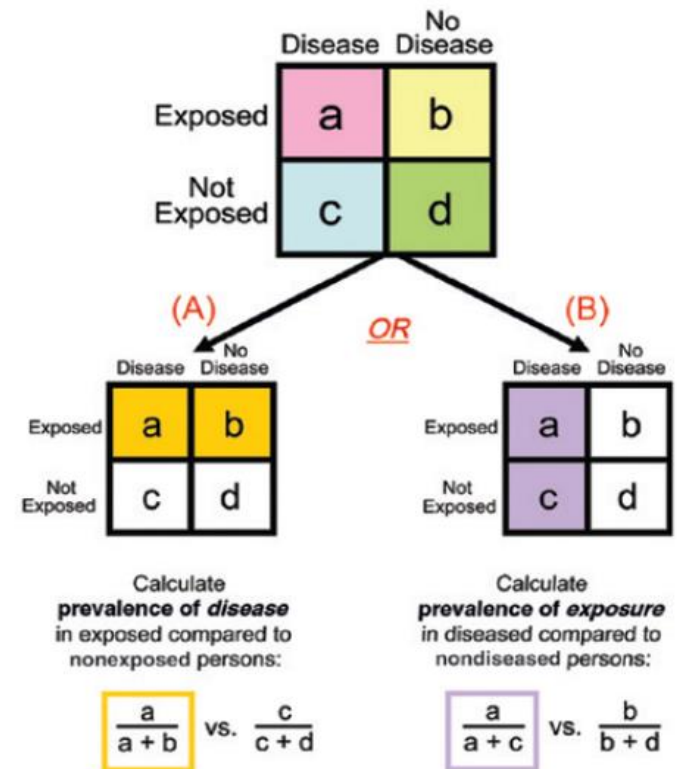 Disease No Disease
Exposed a b
Not Exposed c d
(A) OR (B)
Disease No Disease
Exposed a b
Not Exposed c d
Disease No Disease
Exposed a b
Not Exposed c d
Calculate
prevalence of disease
in exposed compared to
nonexposed persons:
a / a + b vs. c / c + d
Calculate
prevalence of exposure
in diseased compared to
nondiseased persons:
a / a + c vs. b / b + d